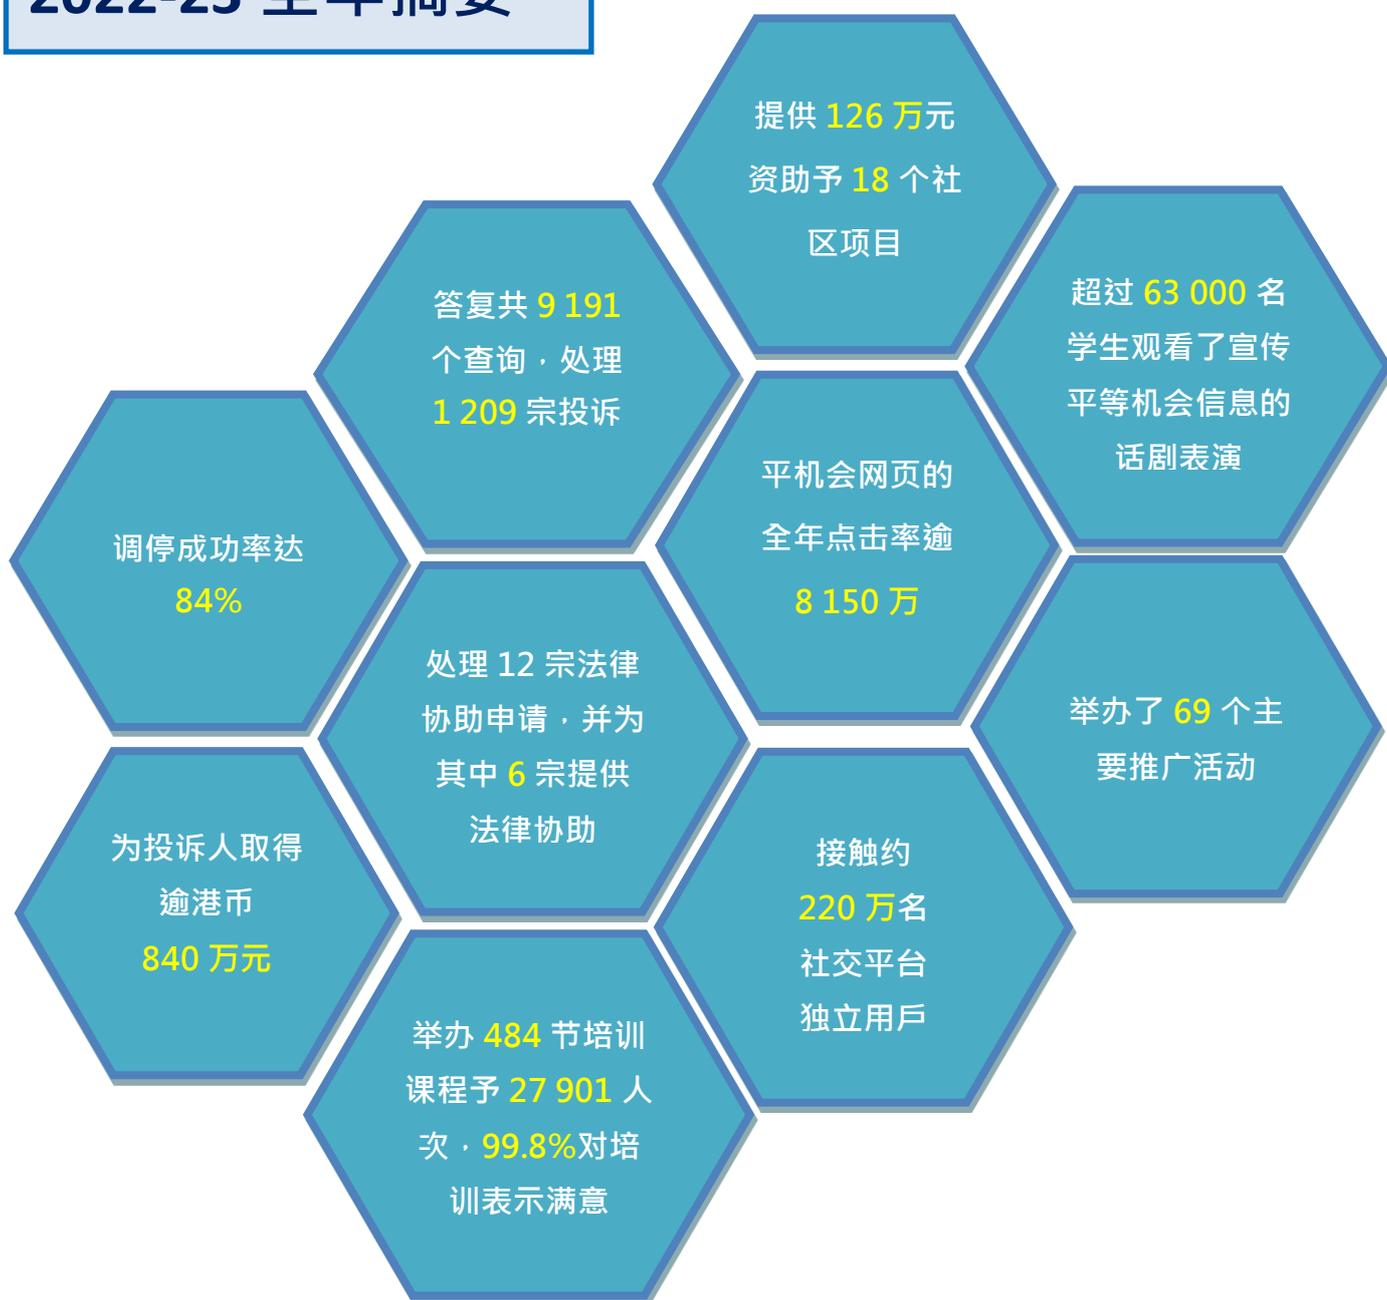 2022-23 全年摘要
提供 126 万元
资助予 18 个社
区项目
超过 63 000 名
学生观看了宣传
平等机会信息的
话剧表演
答复共 9 191
个查询，处理
1 209 宗投诉
平机会网页的
全年点击率逾
8 150 万
调停成功率达
84%
处理 12 宗法律
协助申请，并为
其中 6 宗提供
法律协助
举办了 69 个主
要推广活动
为投诉人取得
逾港币
840 万元
接触约
220 万名
社交平台
独立用戶
举办 484 节培训
课程予 27 901 人
次，99.8%对培
训表示满意